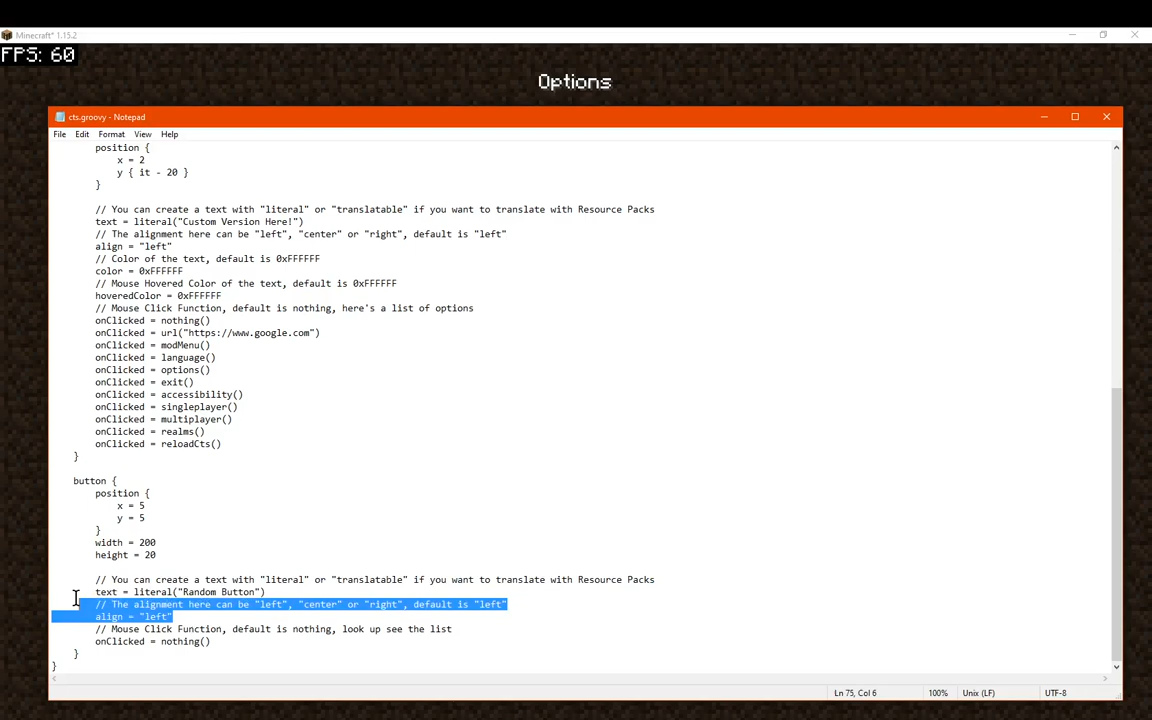 Minecraft* 1.15.2
FPS: 60
Options
cts.groovy - Notepad
File Edit Format View Help
position {
x = 2
y { it - 20 }
}
// You can create a text with "literal" or "translatable" if you want to translate with Resource Packs
text = literal("Custom Version Here!")
// The alignment here can be "left", "center" or "right", default is "left"
align = "left"
// Color of the text, default is 0xFFFFFF
color = 0xFFFFFF
// Mouse Hovered Color of the text, default is 0xFFFFFF
hoveredColor = 0xFFFFFF
// Mouse Click Function, default is nothing, here's a list of options
onClicked = nothing()
onClicked = url("https://www.google.com")
onClicked = modMenu()
onClicked = language()
onClicked = options()
onClicked = exit()
onClicked = accessibility()
onClicked = singleplayer()
onClicked = multiplayer()
onClicked = realms()
onClicked = reloadCts()
}
button {
position {
x = 5
y = 5
}
width = 200
height = 20
// You can create a text with "literal" or "translatable" if you want to translate with Resource Packs
text = literal("Random Button")
// The alignment here can be "left", "center" or "right", default is "left"
align = "left"
// Mouse Click Function, default is nothing, look up see the list
onClicked = nothing()
}
}
Ln 75, Col 6 100% Unix (LF) UTF-8